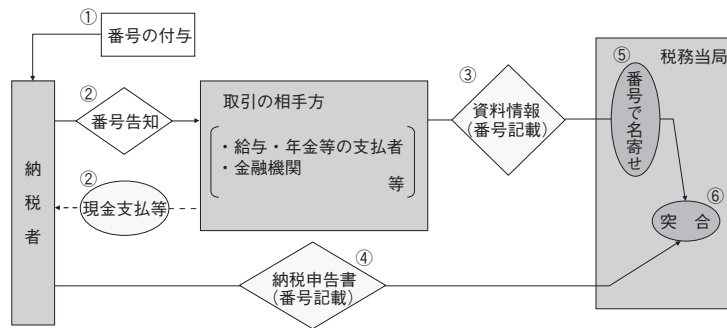 ①
番号の付与
②
番号告知
取引の相手方
・給与・年金等の支払者
・金融機関
等
③
資料情報
(番号記載)
税務当局
⑤
番号で名寄せ
⑥
突 合
納税者
②
現金支払等
④
納税申告書
(番号記載)